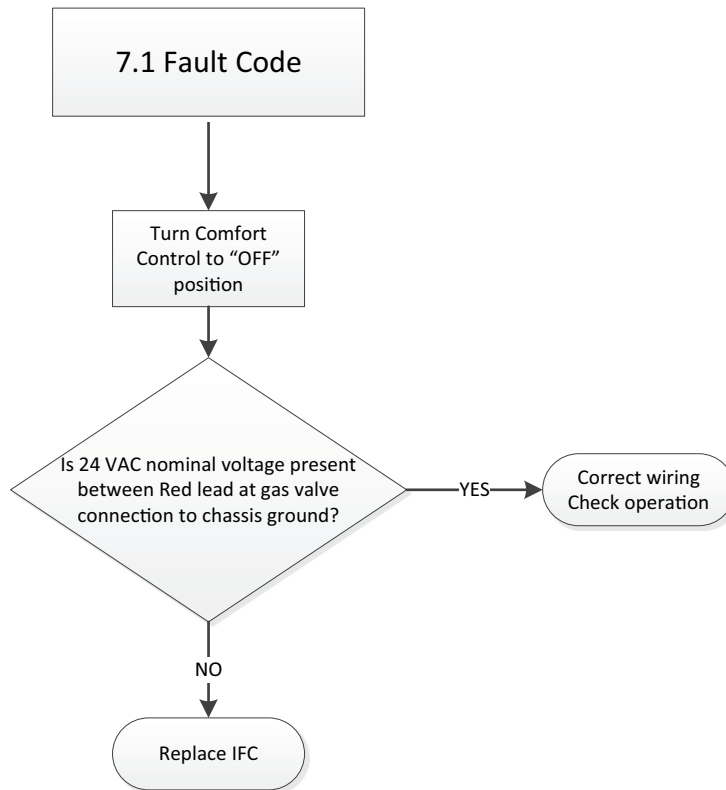 7.1 Fault Code
Turn Comfort
Control to “OFF”
position
Is 24 VAC nominal voltage present
between Red lead at gas valve
connection to chassis ground?
YES
Correct wiring
Check operation
NO
Replace IFC